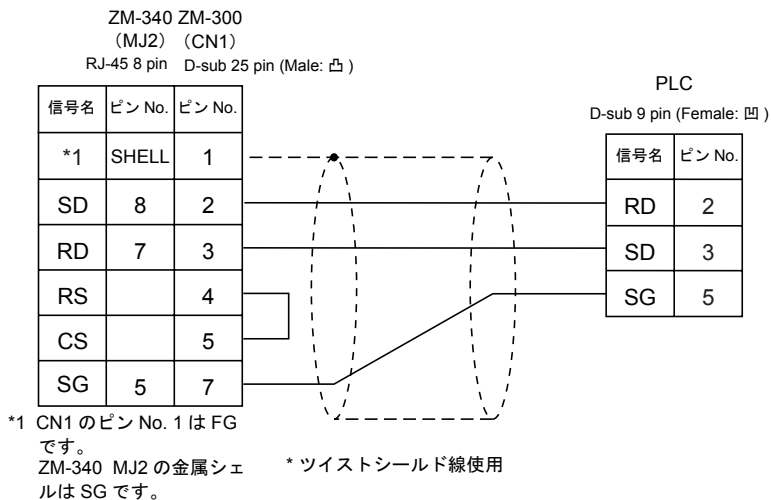 ZM-340 ZM-300
（MJ2）（CN1）
RJ-45 8 pin D-sub 25 pin (Male: 凸 )
信号名 ピン No. ピン No.
*1 SHELL 1
SD 8 2
RD 7 3
RS 4
CS 5
SG 5 7
PLC
D-sub 9 pin (Female: 凹 )
信号名 ピン No.
RD 2
SD 3
SG 5
*1 CN1 のピン No. 1 は FG
です。
ZM-340 MJ2 の金属シェ
ルは SG です。
* ツイストシールド線使用